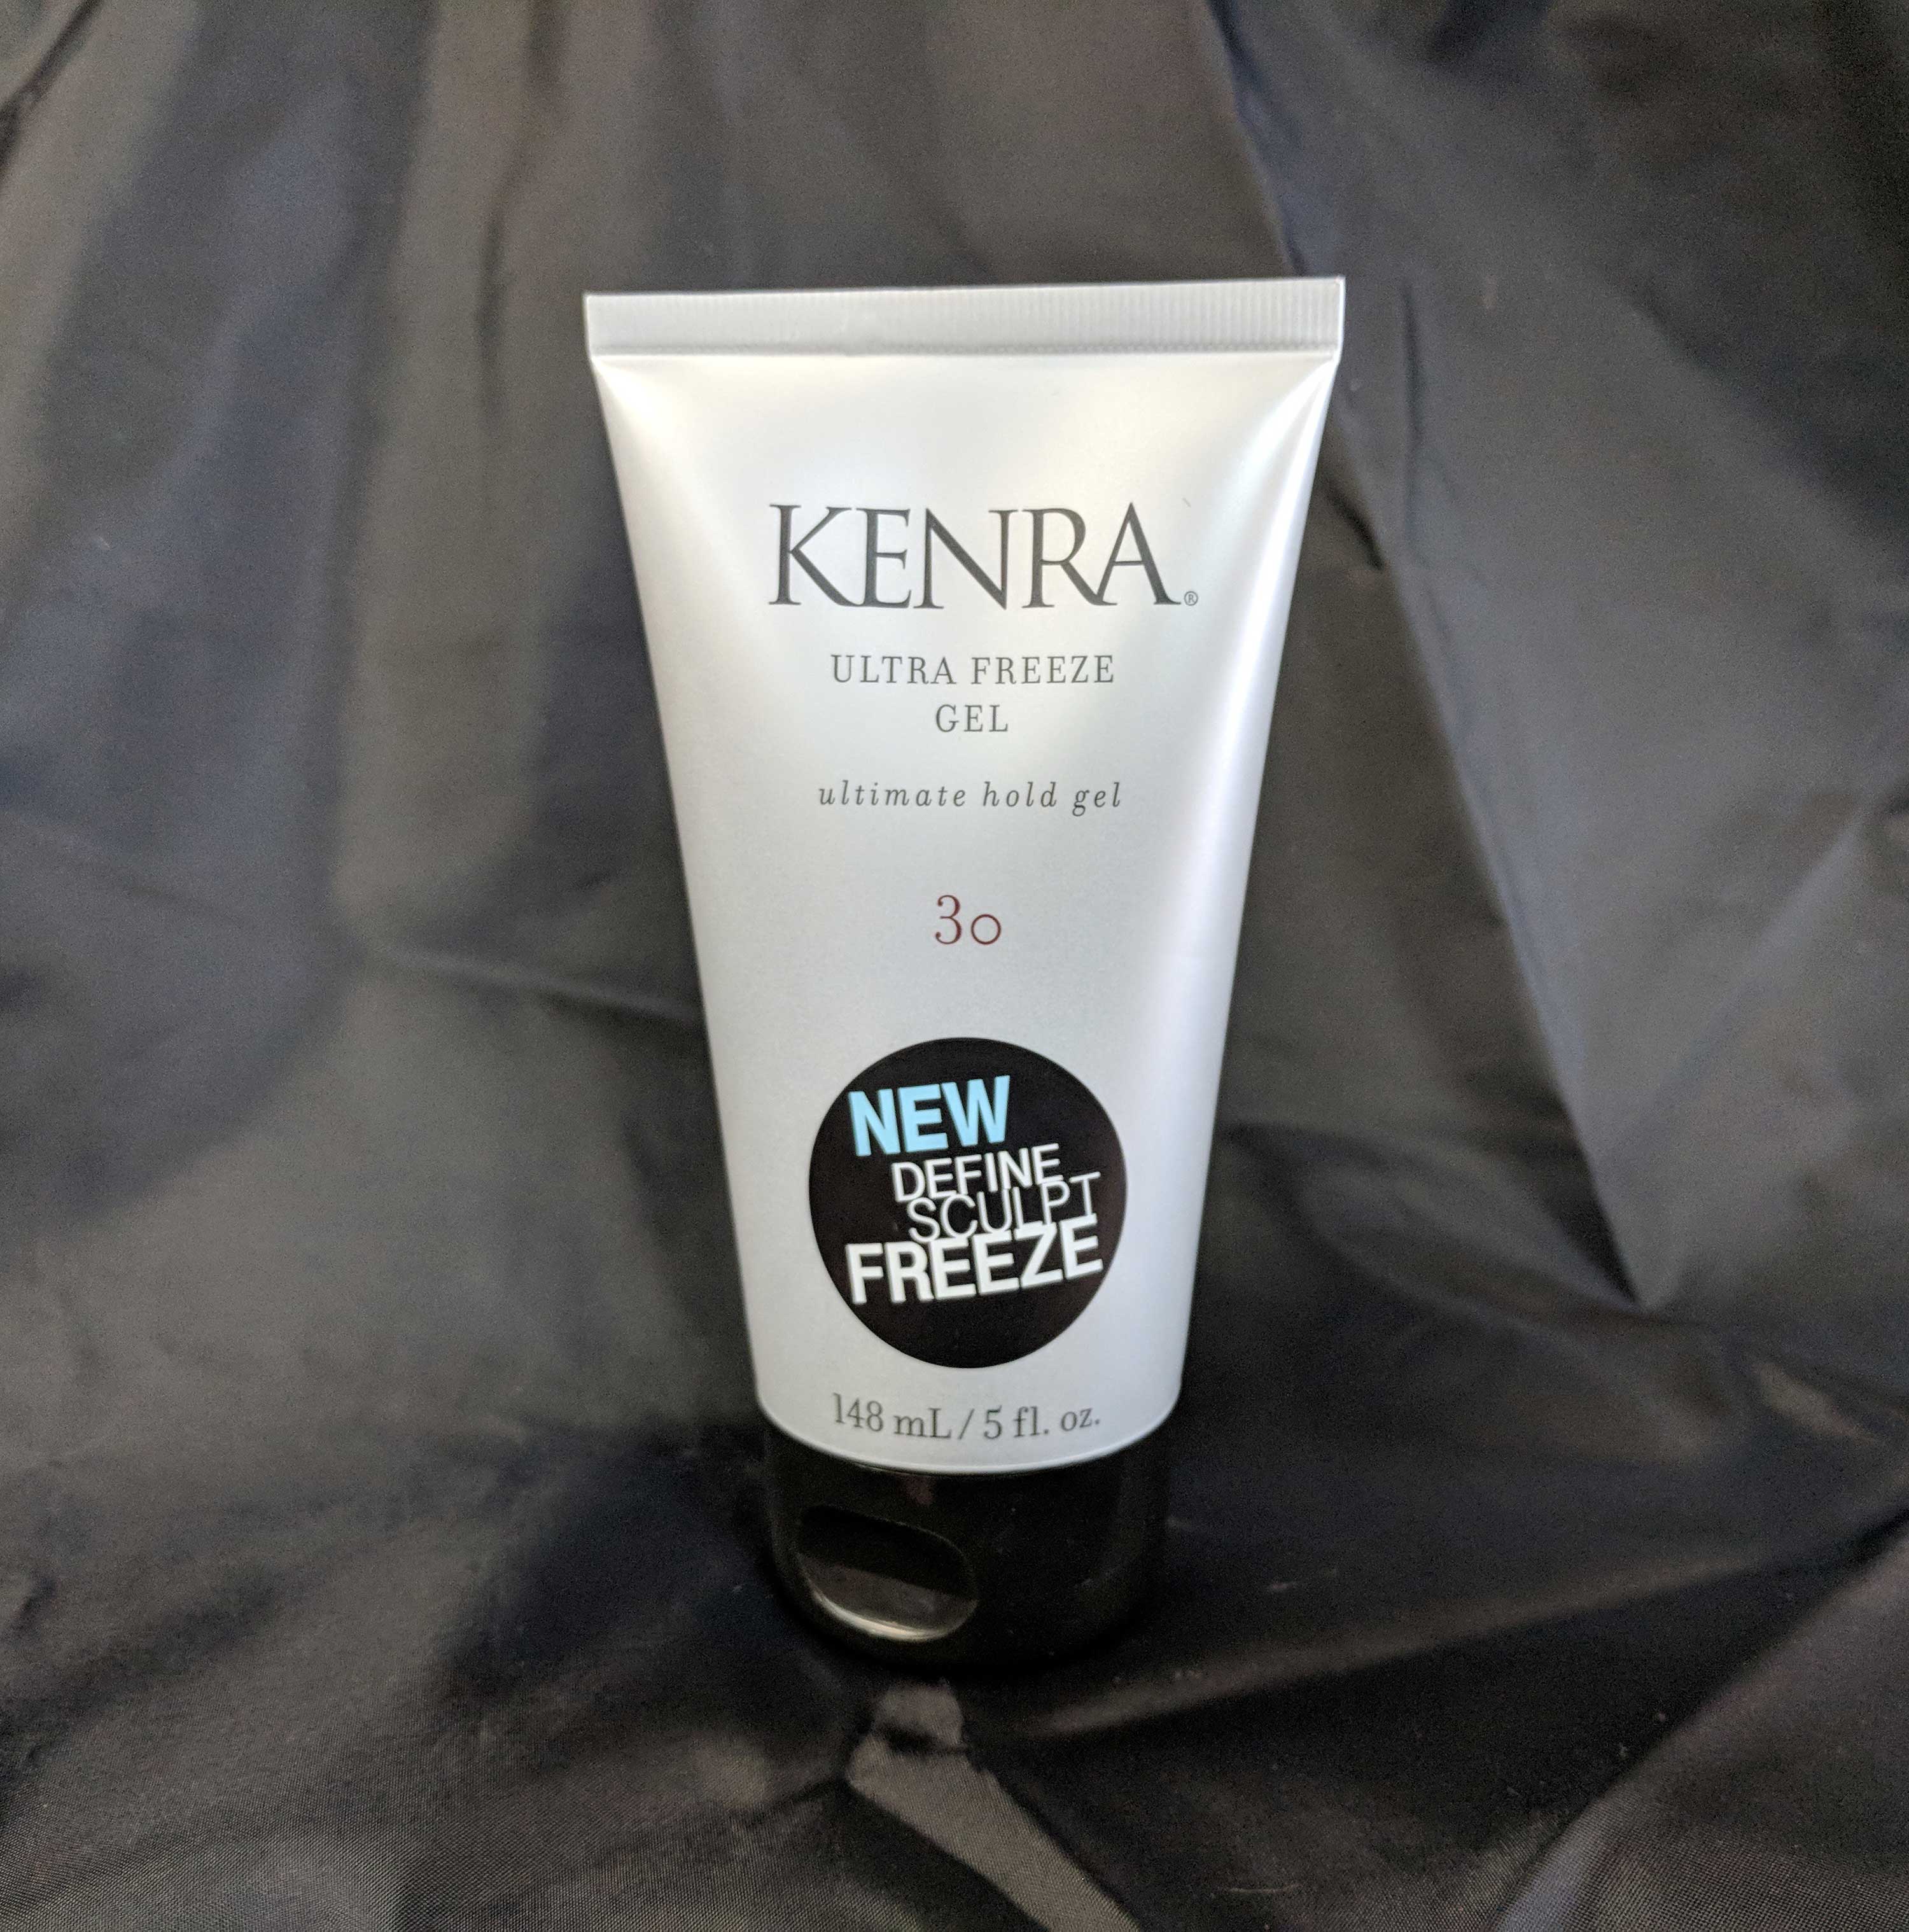 KENRA®
ULTRA FREEZE
GEL
ultimate hold gel
30
NEW
DEFINE
SCULPT
FREEZE
148 mL / 5 fl. oz.